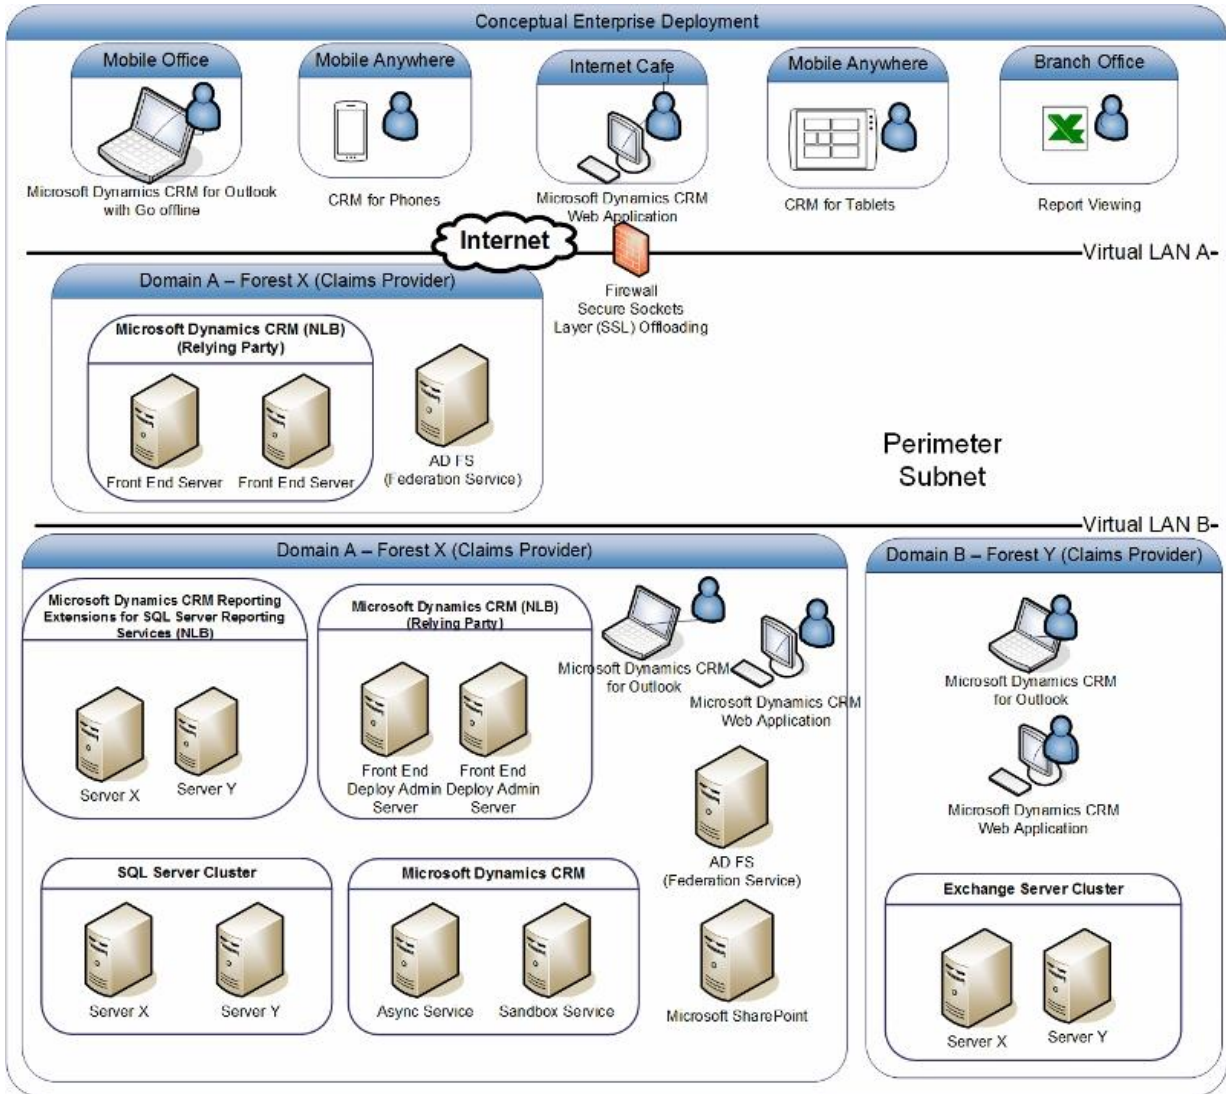 Conceptual Enterprise Deployment
Mobile Office
Microsoft Dynamics CRM for Outlook
with Go offline
Mobile Anywhere
CRM for Phones
Internet Cafe
Microsoft Dynamics CRM
Web Application
Mobile Anywhere
CRM for Tablets
Branch Office
Report Viewing
Internet
Virtual LAN A
Firewall
Secure Sockets
Layer (SSL) Offloading
Domain A – Forest X (Claims Provider)
Microsoft Dynamics CRM (NLB)
(Relying Party)
Front End Server
Front End Server
AD FS
(Federation Service)
Perimeter
Subnet
Virtual LAN B
Domain A – Forest X (Claims Provider)
Microsoft Dynamics CRM Reporting
Extensions for SQL Server Reporting
Services (NLB)
Server X
Server Y
Microsoft Dynamics CRM (NLB)
(Relying Party)
Front End
Deploy Admin
Server
Front End
Deploy Admin
Server
Microsoft Dynamics CRM
for Outlook
Microsoft Dynamics CRM
Web Application
AD FS
(Federation Service)
SQL Server Cluster
Server X
Server Y
Microsoft Dynamics CRM
Async Service
Sandbox Service
Microsoft SharePoint
Domain B – Forest Y (Claims Provider)
Microsoft Dynamics CRM
for Outlook
Microsoft Dynamics CRM
Web Application
Exchange Server Cluster
Server X
Server Y